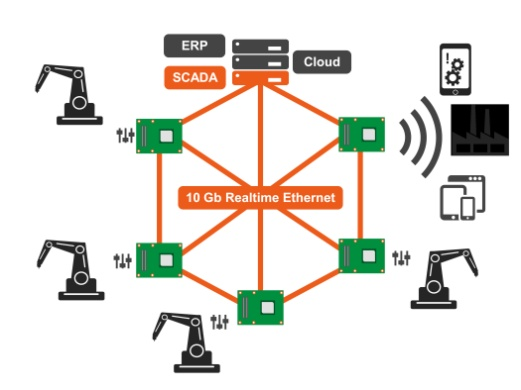 ERP
Cloud
SCADA
10 Gb Realtime Ethernet